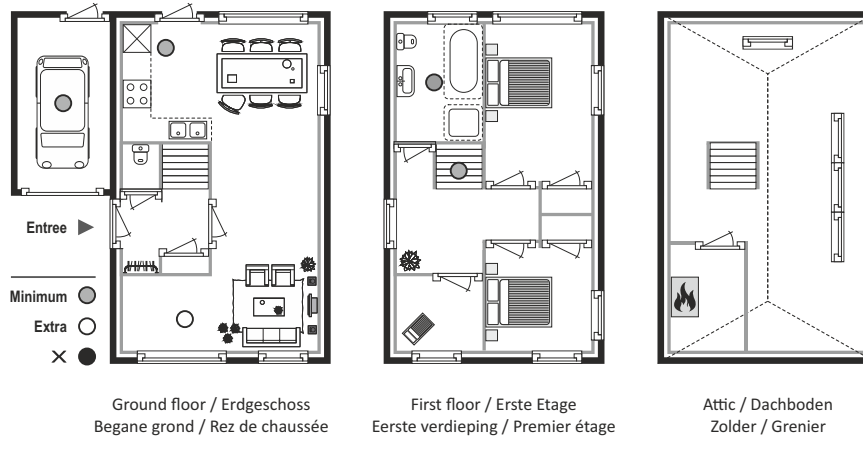 Entree
Minimum
Extra
×
Ground floor / Erdgeschoss
Begane grond / Rez de chaussée
First floor / Erste Etage
Eerste verdieping / Premier étage
Attic / Dachboden
Zolder / Grenier